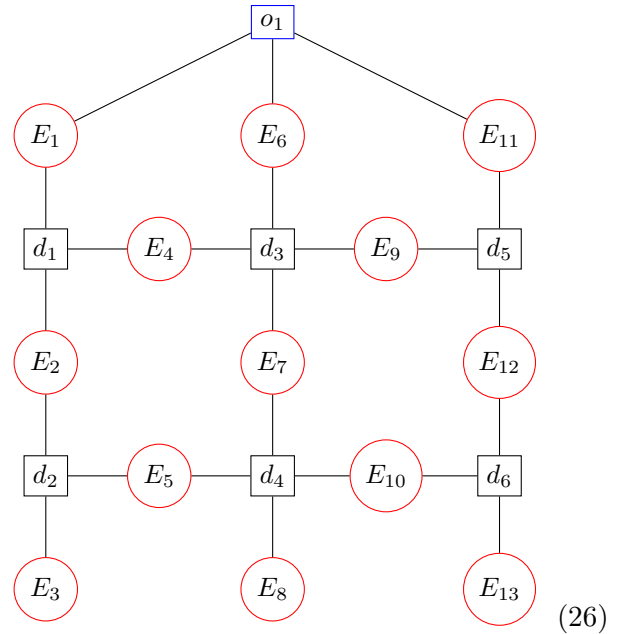 o₁
E₁ E₆ E₁₁
d₁ E₄ d₃ E₉ d₅
E₂ E₇ E₁₂
d₂ E₅ d₄ E₁₀ d₆
E₃ E₈ E₁₃
(26)